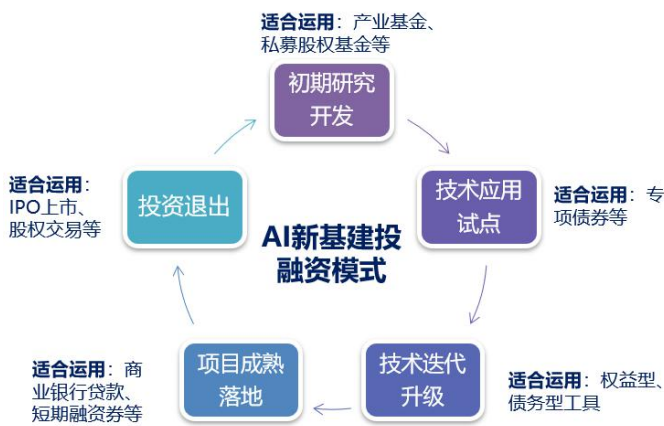 适合运用：产业基金、
私募股权基金等
初期研究
开发
技术应用
试点
适合运用：专
项债券等
技术迭代
升级
适合运用：权益型、
债务型工具
项目成熟
落地
适合运用：商
业银行贷款、
短期融资券等
投资退出
适合运用：
IPO上市、
股权交易等
AI新基建投
融资模式